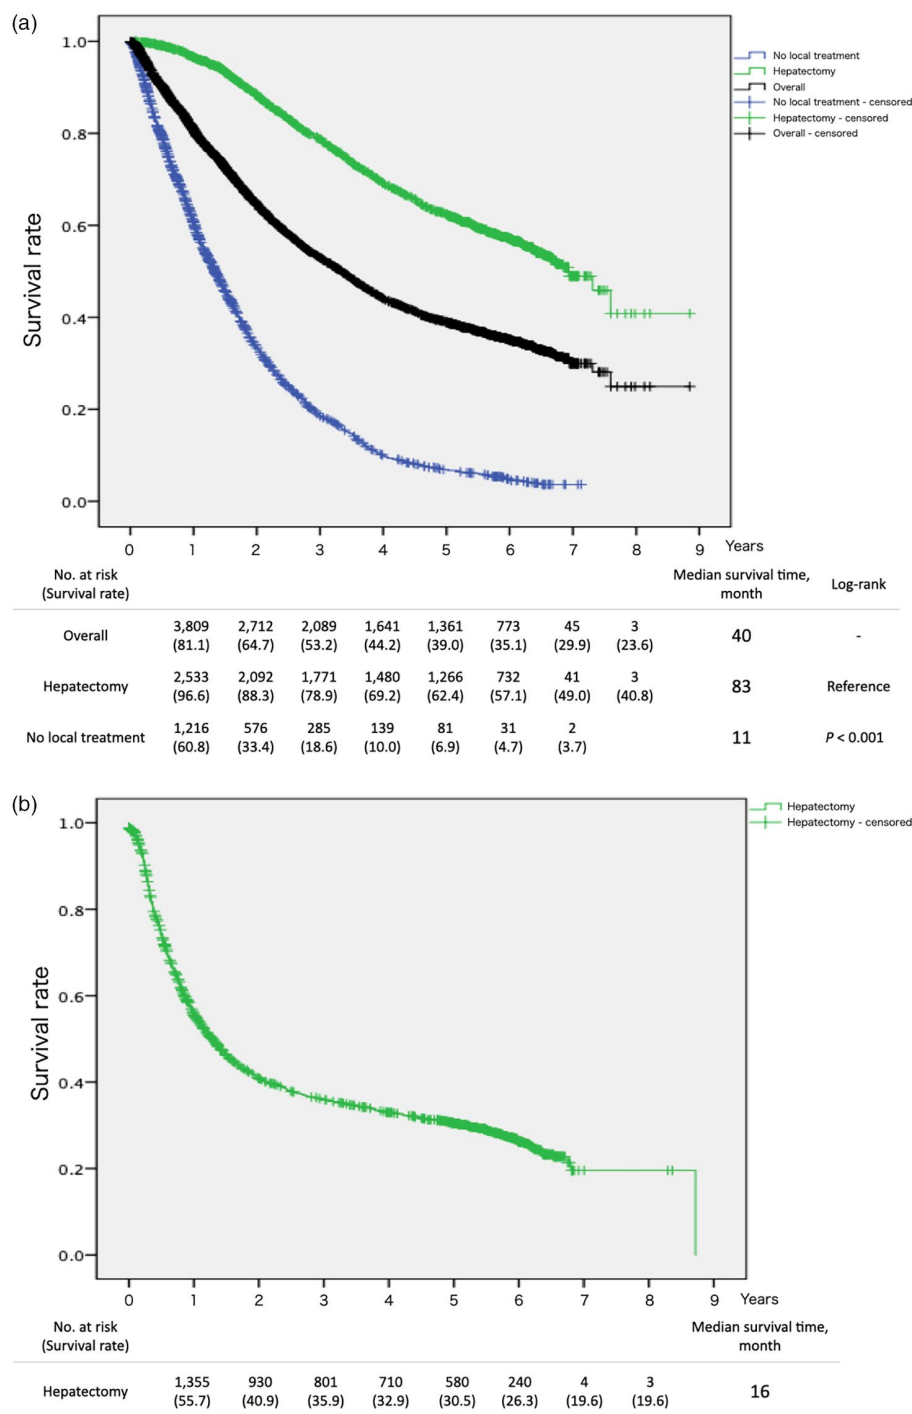 (a)
1.0
0.8
0.6
0.4
0.2
0.0
Survival rate
No local treatment
Hepatectomy
Overall
No local treatment - censored
Hepatectomy - censored
Overall - censored
0 1 2 3 4 5 6 7 8 9 Years
No. at risk
(Survival rate)
Median survival time,
month
Log-rank
Overall
3,809 2,712 2,089 1,641 1,361 773 45 3
(81.1) (64.7) (53.2) (44.2) (39.0) (35.1) (29.9) (23.6)
40 -
Hepatectomy
2,533 2,092 1,771 1,480 1,266 732 41 3
(96.6) (88.3) (78.9) (69.2) (62.4) (57.1) (49.0) (40.8)
83 Reference
No local treatment
1,216 576 285 139 81 31 2
(60.8) (33.4) (18.6) (10.0) (6.9) (4.7) (3.7)
11 P < 0.001
(b)
1.0
0.8
0.6
0.4
0.2
0.0
Survival rate
Hepatectomy
Hepatectomy - censored
0 1 2 3 4 5 6 7 8 9 Years
No. at risk
(Survival rate)
Median survival time,
month
Hepatectomy
1,355 930 801 710 580 240 4 3
(55.7) (40.9) (35.9) (32.9) (30.5) (26.3) (19.6) (19.6)
16